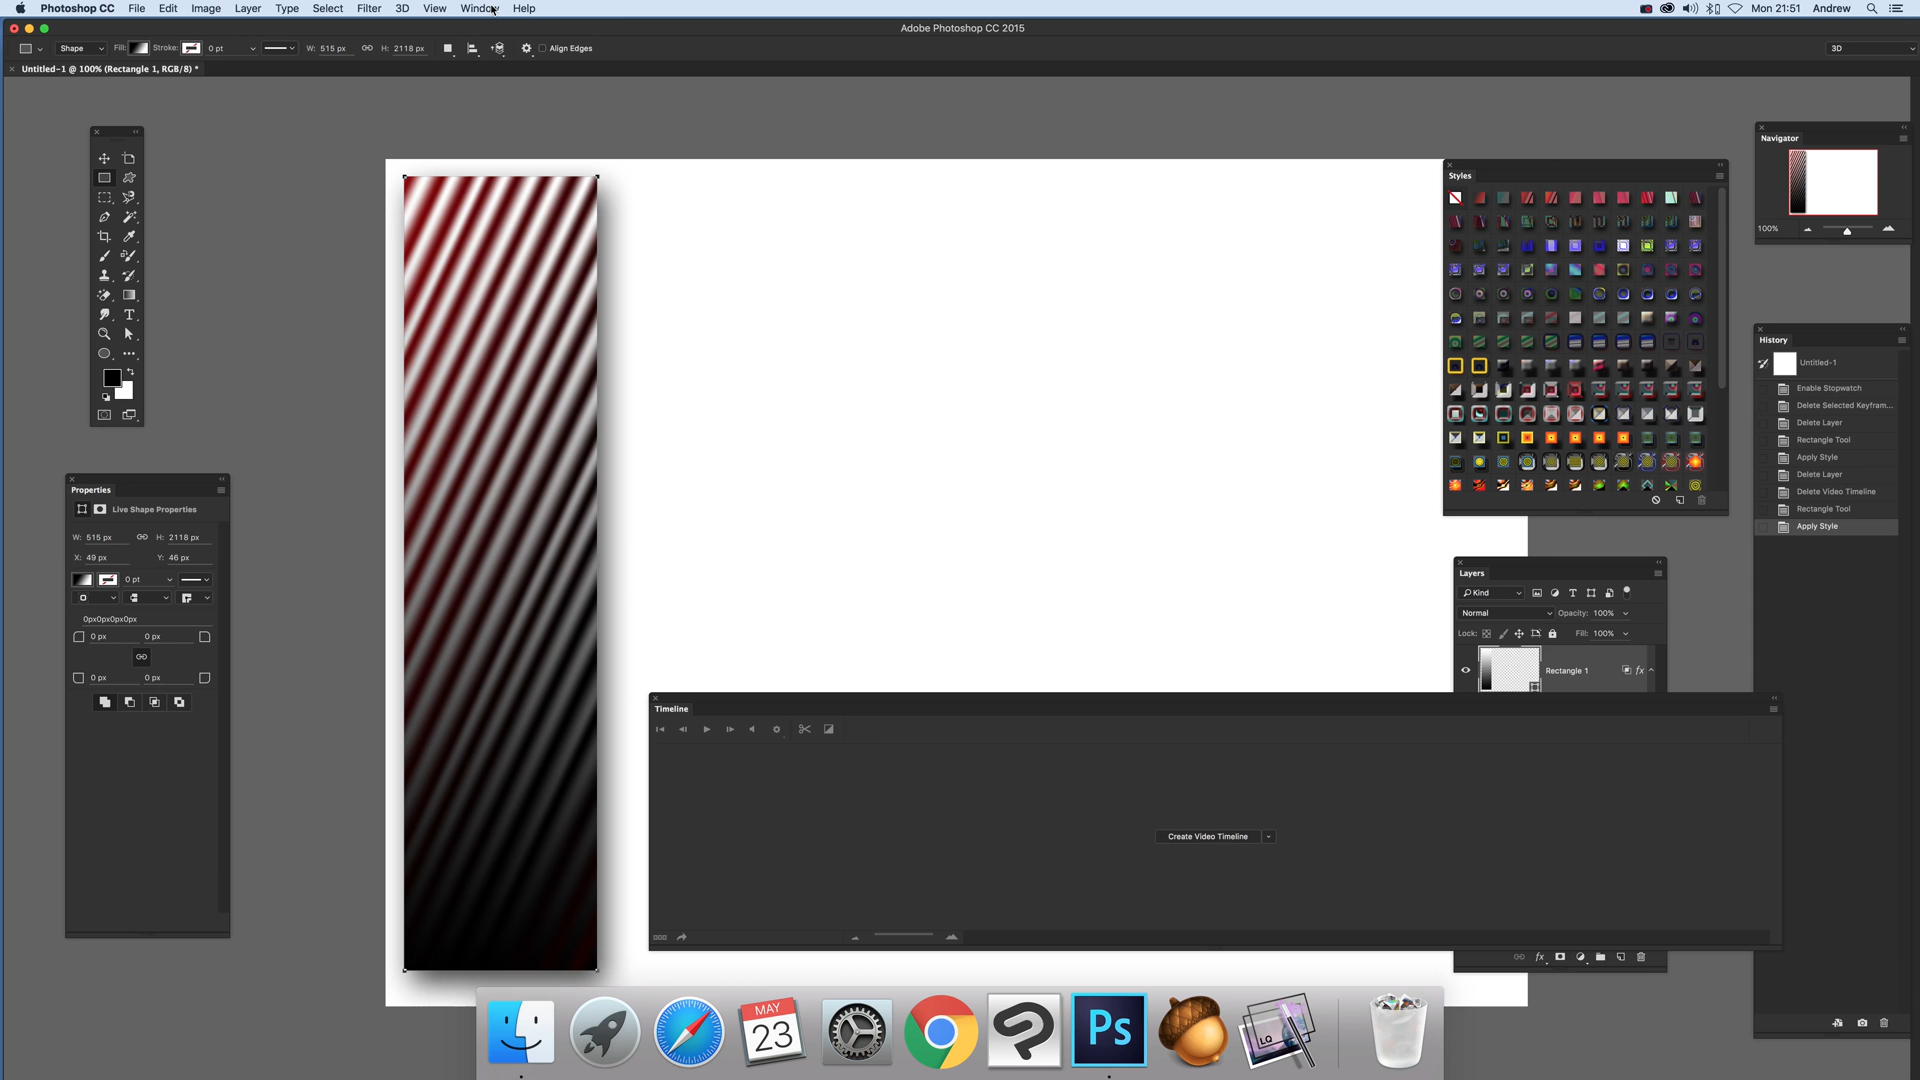 Photoshop CC File Edit Image Layer Type Select Filter 3D View Window Help Mon 21:51 Andrew
Adobe Photoshop CC 2015
Shape Fill: Stroke: 0 pt W: 515 px H: 2118 px Align Edges 3D
Untitled-1 @ 100% (Rectangle 1, RGB/8) *
Navigator
100%
Styles
History
Untitled-1
Enable Stopwatch
Delete Selected Keyfram...
Delete Layer
Rectangle Tool
Apply Style
Delete Layer
Delete Video Timeline
Rectangle Tool
Apply Style
Properties
Live Shape Properties
W: 515 px H: 2118 px
X: 49 px Y: 46 px
0 pt
0px0px0px0px
0 px 0 px
0 px 0 px
Layers
Kind
Normal Opacity: 100%
Lock: Fill: 100%
Rectangle 1 fx
Timeline
Create Video Timeline
fx
MAY
23
Ps
LQ